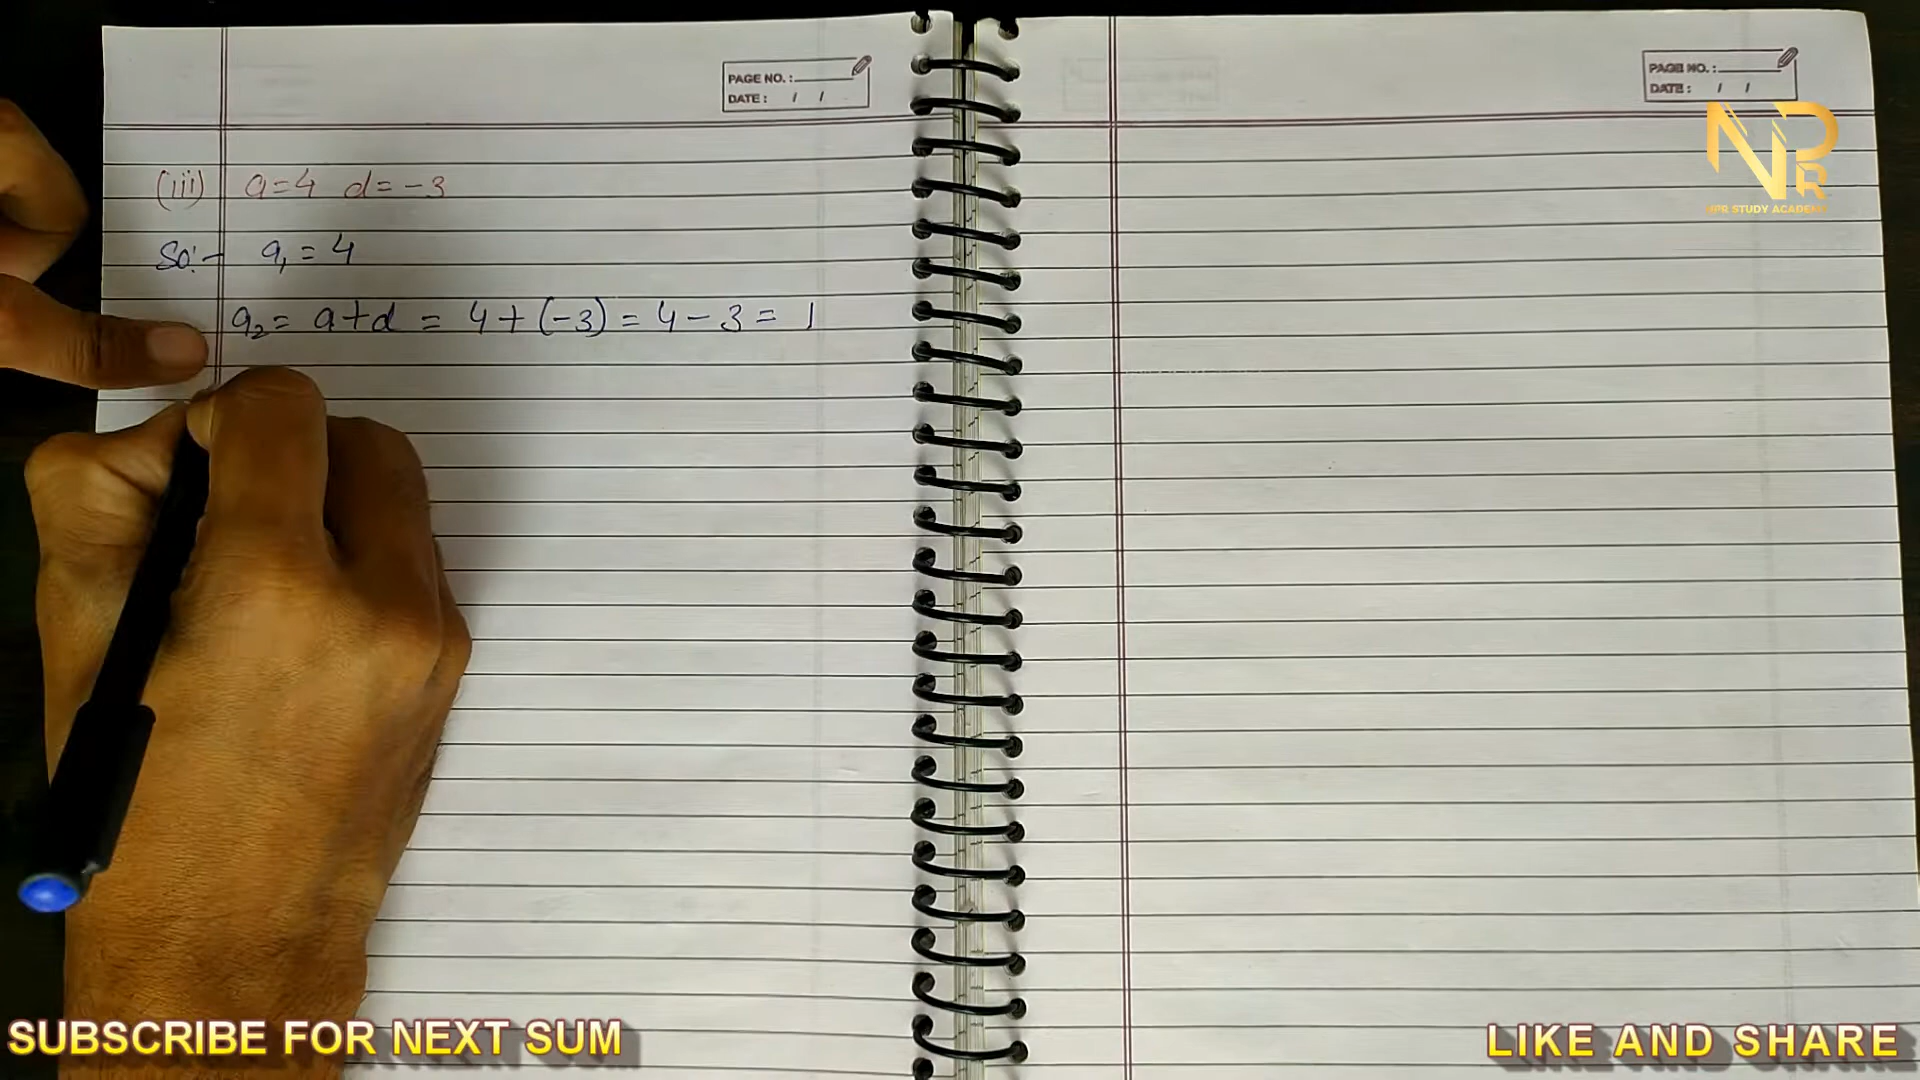 PAGE NO. :
DATE : / /
PAGE NO. :
DATE : / /
NPR
NPR STUDY ACADEMY
(iii) a=4 d=-3
So:- a₁ = 4
a₂ = a+d = 4+(-3) = 4-3 = 1
SUBSCRIBE FOR NEXT SUM
LIKE AND SHARE